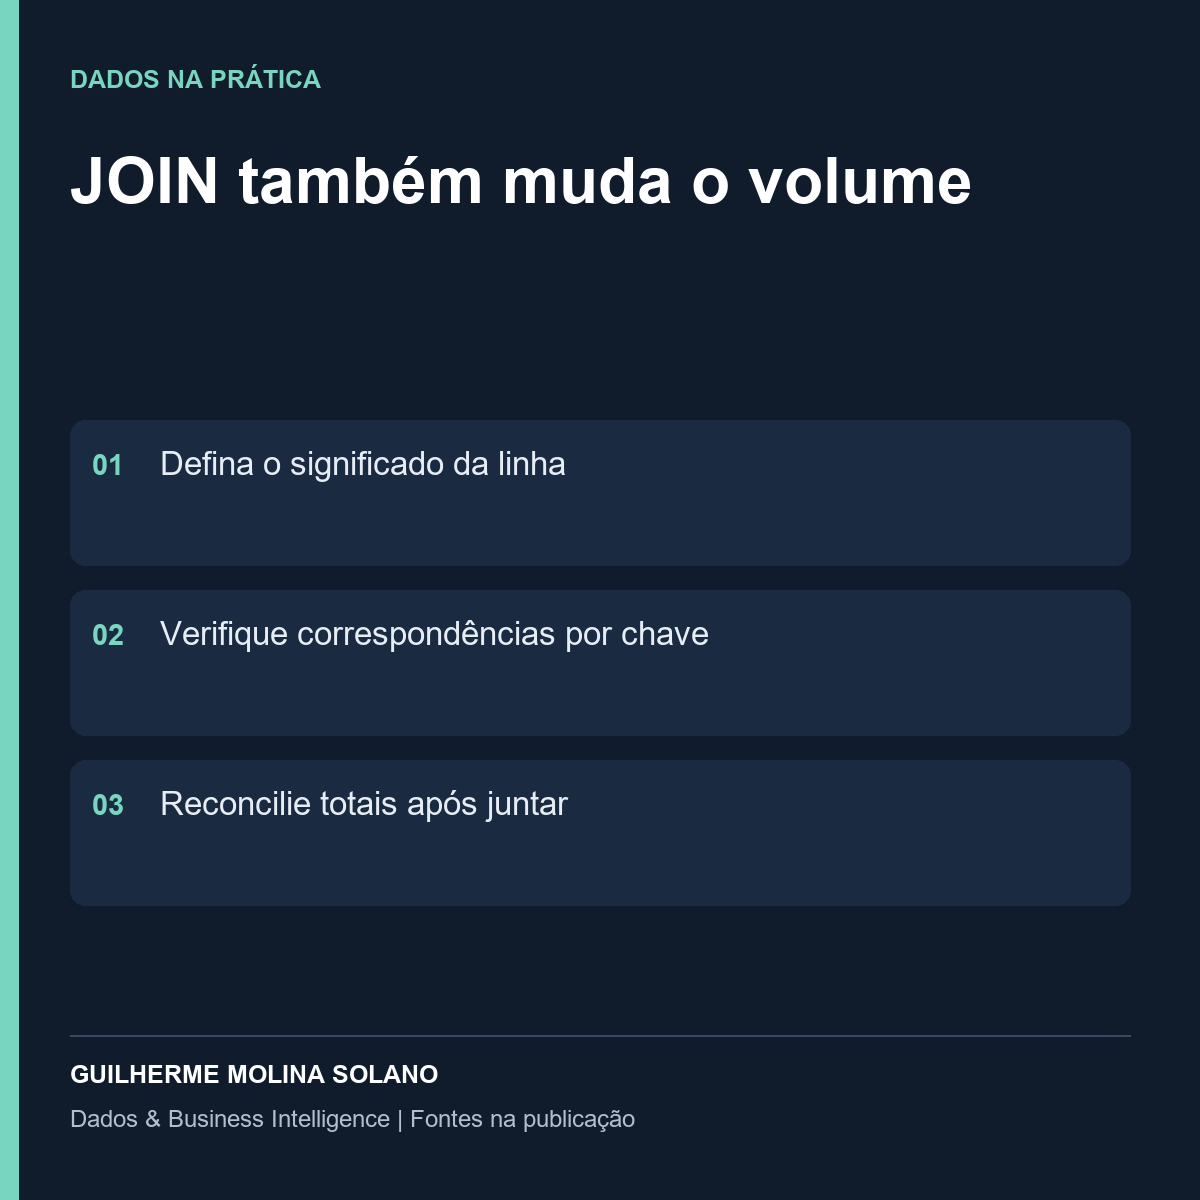 DADOS NA PRÁTICA
JOIN também muda o volume
01 Defina o significado da linha
02 Verifique correspondências por chave
03 Reconcilie totais após juntar
GUILHERME MOLINA SOLANO
Dados & Business Intelligence | Fontes na publicação